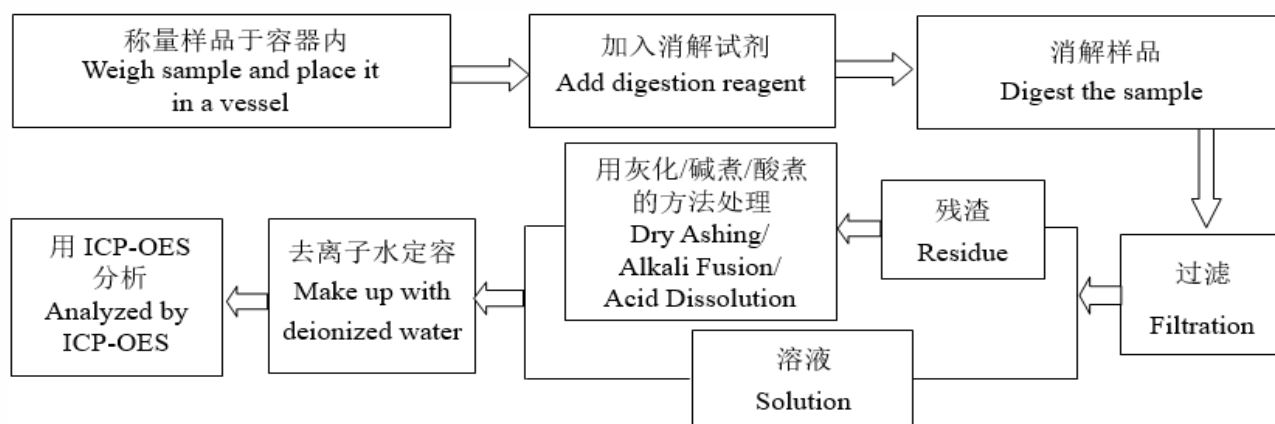 称量样品于容器内
Weigh sample and place it
in a vessel
加入消解试剂
Add digestion reagent
消解样品
Digest the sample
过滤
Filtration
残渣
Residue
用灰化/碱煮/酸煮
的方法处理
Dry Ashing/
Alkali Fusion/
Acid Dissolution
溶液
Solution
去离子水定容
Make up with
deionized water
用 ICP-OES
分析
Analyzed by
ICP-OES